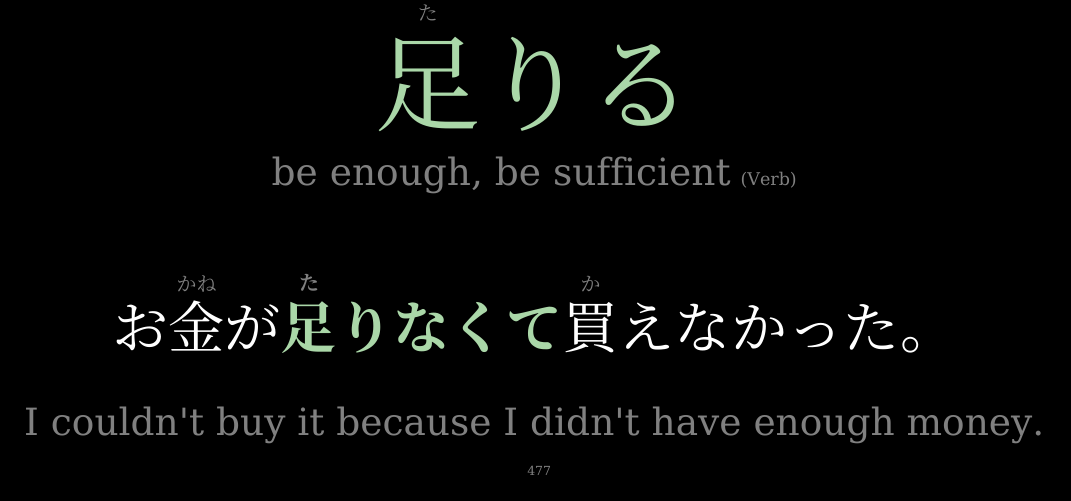 た
足りる
be enough, be sufficient (Verb)
かね た か
お金が足りなくて買えなかった。
I couldn't buy it because I didn't have enough money.
477